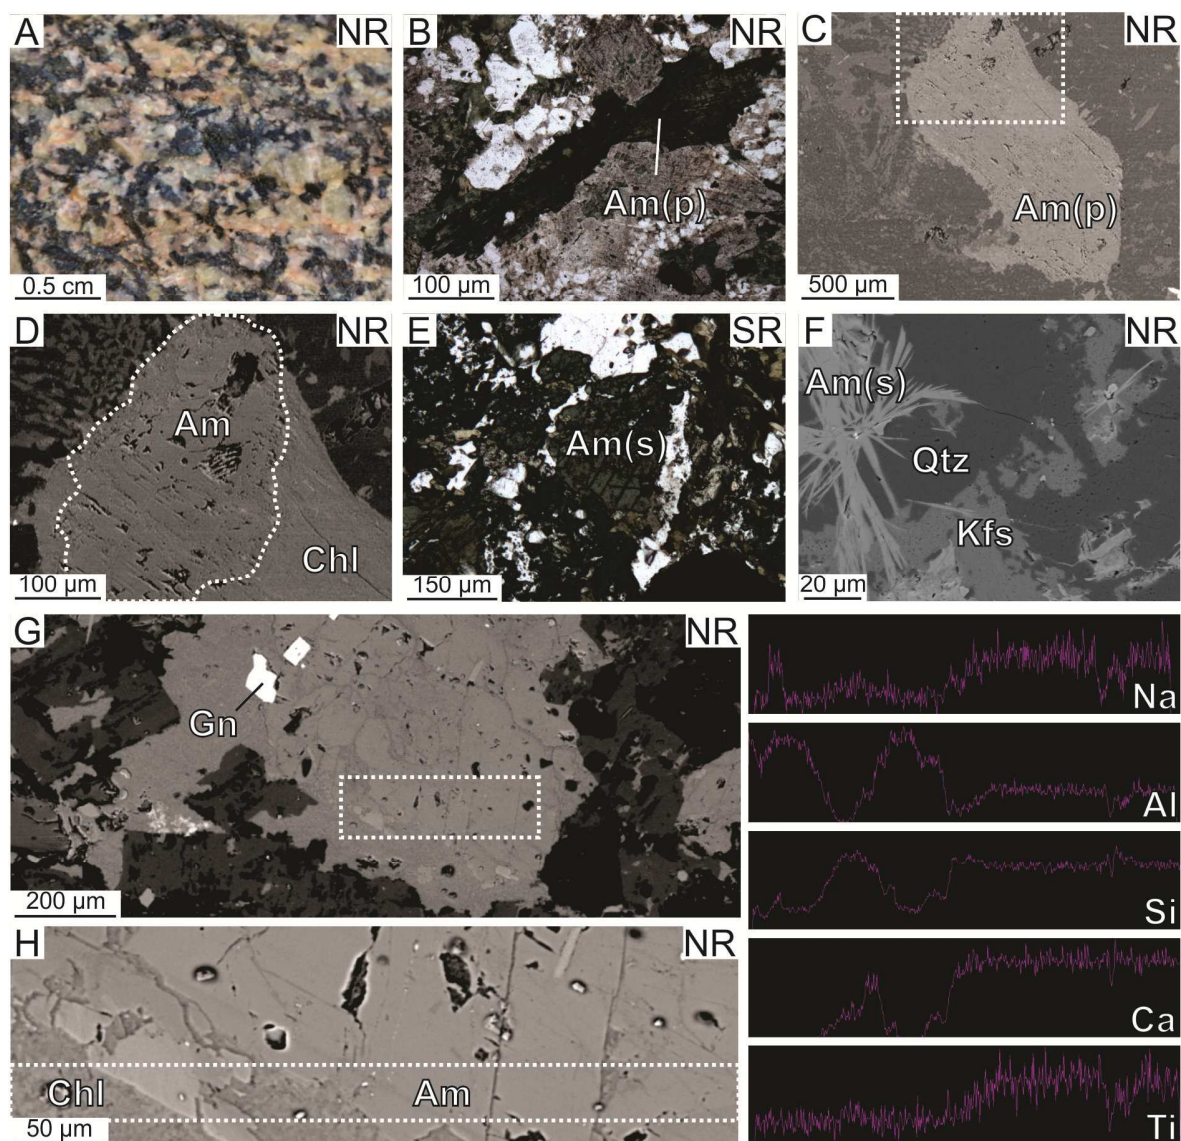 A NR
0.5 cm
B NR
Am(p)
100 µm
C NR
Am(p)
500 µm
D NR
Am
Chl
100 µm
E SR
Am(s)
150 µm
F NR
Am(s)
Qtz
Kfs
20 µm
G NR
Gn
200 µm
H NR
Chl Am
50 µm
Na
Al
Si
Ca
Ti